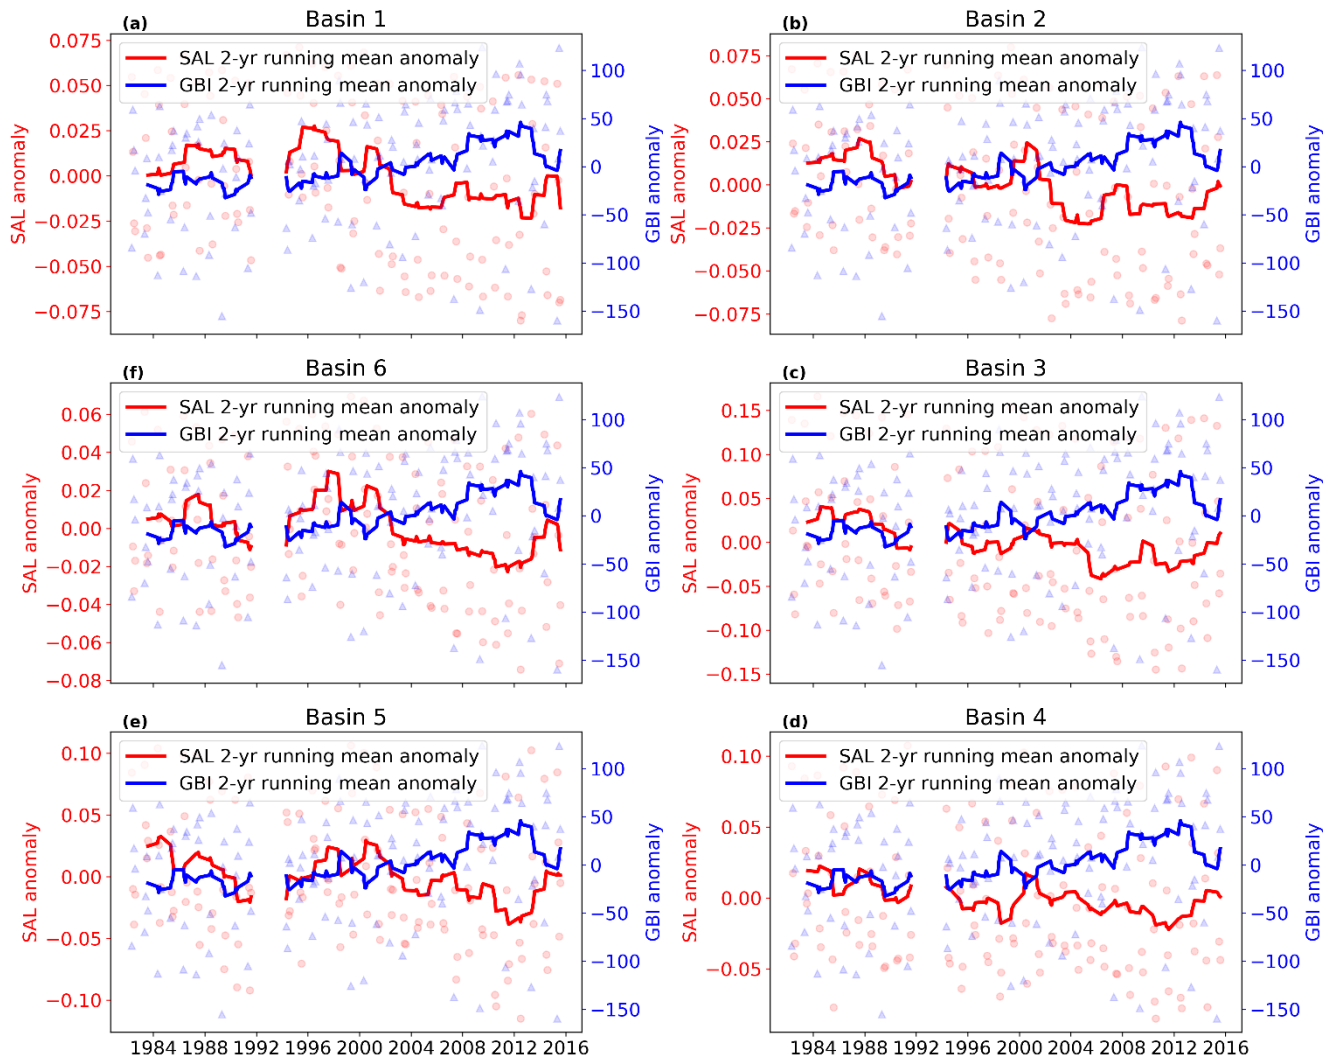 (a) Basin 1
SAL 2-yr running mean anomaly
GBI 2-yr running mean anomaly
SAL anomaly
0.075
0.050
0.025
0.000
−0.025
−0.050
−0.075
100
50
0
−50
−100
−150
GBI anomaly
(b) Basin 2
SAL 2-yr running mean anomaly
GBI 2-yr running mean anomaly
SAL anomaly
0.075
0.050
0.025
0.000
−0.025
−0.050
−0.075
100
50
0
−50
−100
−150
GBI anomaly
(f) Basin 6
SAL 2-yr running mean anomaly
GBI 2-yr running mean anomaly
SAL anomaly
0.06
0.04
0.02
0.00
−0.02
−0.04
−0.06
−0.08
100
50
0
−50
−100
−150
GBI anomaly
(c) Basin 3
SAL 2-yr running mean anomaly
GBI 2-yr running mean anomaly
SAL anomaly
0.15
0.10
0.05
0.00
−0.05
−0.10
−0.15
100
50
0
−50
−100
−150
GBI anomaly
(e) Basin 5
SAL 2-yr running mean anomaly
GBI 2-yr running mean anomaly
SAL anomaly
0.10
0.05
0.00
−0.05
−0.10
100
50
0
−50
−100
−150
GBI anomaly
1984 1988 1992 1996 2000 2004 2008 2012 2016
(d) Basin 4
SAL 2-yr running mean anomaly
GBI 2-yr running mean anomaly
SAL anomaly
0.10
0.05
0.00
−0.05
100
50
0
−50
−100
−150
GBI anomaly
1984 1988 1992 1996 2000 2004 2008 2012 2016